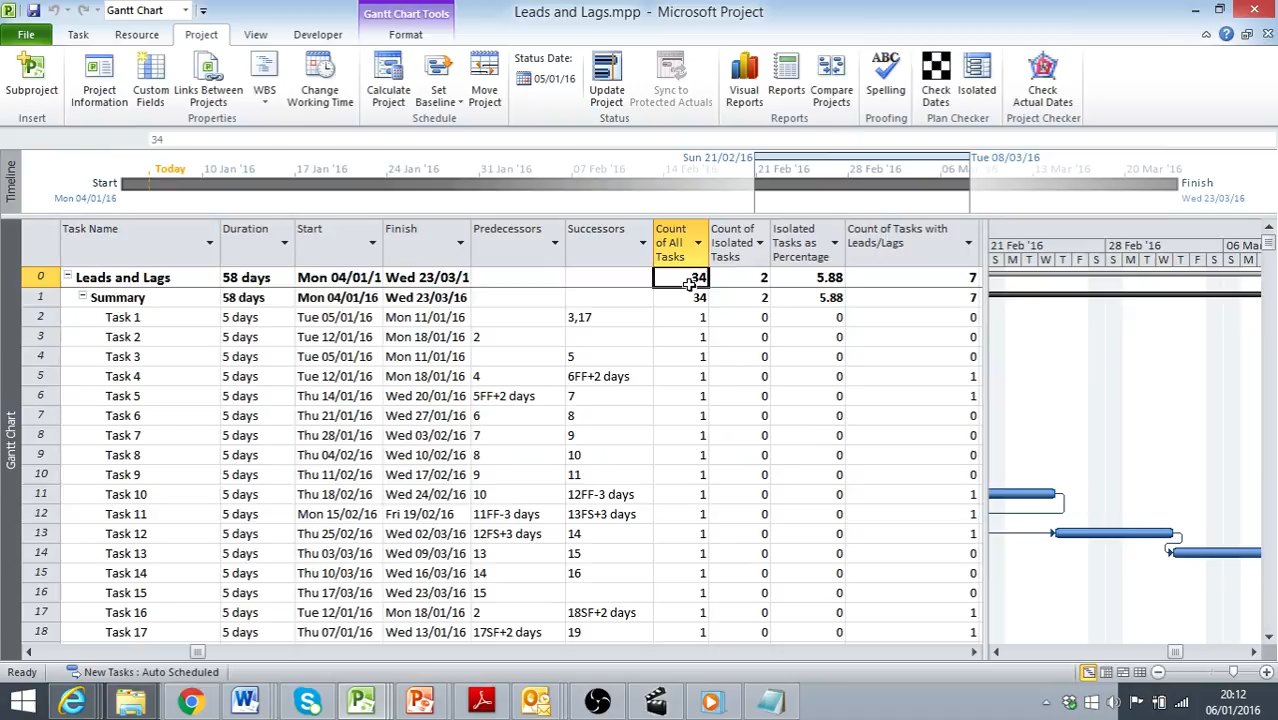 Gantt Chart
Gantt Chart Tools
Leads and Lags.mpp - Microsoft Project
File Task Resource Project View Developer Format
Subproject
Project Information
Custom Fields
Links Between Projects
WBS
Change Working Time
Calculate Project
Set Baseline
Move Project
Status Date:
05/01/16
Update Project
Sync to Protected Actuals
Visual Reports
Reports
Compare Projects
ABC
Spelling
Check Dates
Isolated
Check Actual Dates
Insert Properties Schedule Status Reports Proofing Plan Checker Project Checker
34
Timeline
Sun 21/02/16 Tue 08/03/16
Today 10 Jan '16 17 Jan '16 24 Jan '16 31 Jan '16 07 Feb '16 14 Feb '16 21 Feb '16 28 Feb '16 06 Mar '16 13 Mar '16 20 Mar '16
Start Finish
Mon 04/01/16 Wed 23/03/16
Gantt Chart
Task Name Duration Start Finish Predecessors Successors Count of All Tasks Count of Isolated Tasks Isolated Tasks as Percentage Count of Tasks with Leads/Lags
21 Feb '16 28 Feb '16 06 Mar
S M T W T F S S M T W T F S S M T
0 Leads and Lags 58 days Mon 04/01/1 Wed 23/03/1 34 2 5.88 7
1 Summary 58 days Mon 04/01/16 Wed 23/03/16 34 2 5.88 7
2 Task 1 5 days Tue 05/01/16 Mon 11/01/16 3,17 1 0 0 0
3 Task 2 5 days Tue 12/01/16 Mon 18/01/16 2 1 0 0 0
4 Task 3 5 days Tue 05/01/16 Mon 11/01/16 5 1 0 0 0
5 Task 4 5 days Tue 12/01/16 Mon 18/01/16 4 6FF+2 days 1 0 0 1
6 Task 5 5 days Thu 14/01/16 Wed 20/01/16 5FF+2 days 7 1 0 0 1
7 Task 6 5 days Thu 21/01/16 Wed 27/01/16 6 8 1 0 0 0
8 Task 7 5 days Thu 28/01/16 Wed 03/02/16 7 9 1 0 0 0
9 Task 8 5 days Thu 04/02/16 Wed 10/02/16 8 10 1 0 0 0
10 Task 9 5 days Thu 11/02/16 Wed 17/02/16 9 11 1 0 0 0
11 Task 10 5 days Thu 18/02/16 Wed 24/02/16 10 12FF-3 days 1 0 0 1
12 Task 11 5 days Mon 15/02/16 Fri 19/02/16 11FF-3 days 13FS+3 days 1 0 0 1
13 Task 12 5 days Thu 25/02/16 Wed 02/03/16 12FS+3 days 14 1 0 0 1
14 Task 13 5 days Thu 03/03/16 Wed 09/03/16 13 15 1 0 0 0
15 Task 14 5 days Thu 10/03/16 Wed 16/03/16 14 16 1 0 0 0
16 Task 15 5 days Thu 17/03/16 Wed 23/03/16 15 1 0 0 0
17 Task 16 5 days Tue 12/01/16 Mon 18/01/16 2 18SF+2 days 1 0 0 1
18 Task 17 5 days Thu 07/01/16 Wed 13/01/16 17SF+2 days 19 1 0 0 1
Ready New Tasks : Auto Scheduled
20:12
06/01/2016